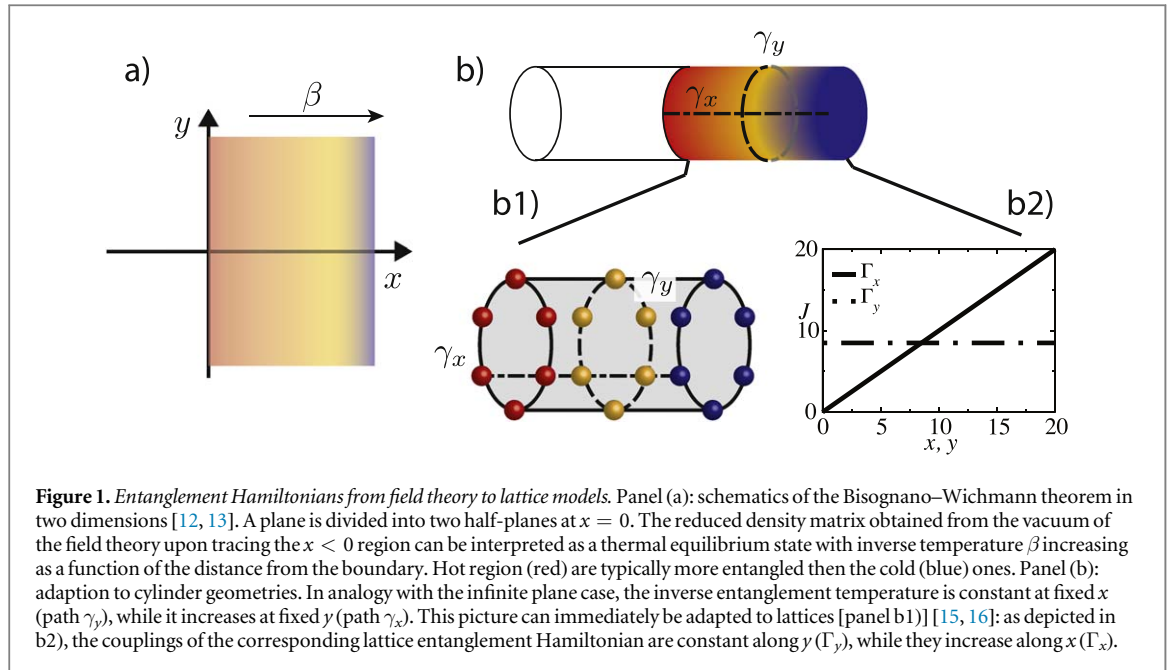 a)
β
y
x
b)
γy
γx
b1)
b2)
γy
γx
20
Γx
Γy
J
10
0
0 5 10 15 20
x, y
Figure 1. Entanglement Hamiltonians from field theory to lattice models. Panel (a): schematics of the Bisognano–Wichmann theorem in
two dimensions [12, 13]. A plane is divided into two half-planes at x = 0. The reduced density matrix obtained from the vacuum of
the field theory upon tracing the x < 0 region can be interpreted as a thermal equilibrium state with inverse temperature β increasing
as a function of the distance from the boundary. Hot region (red) are typically more entangled then the cold (blue) ones. Panel (b):
adaption to cylinder geometries. In analogy with the infinite plane case, the inverse entanglement temperature is constant at fixed x
(path γy), while it increases at fixed y (path γx). This picture can immediately be adapted to lattices [panel b1)] [15, 16]: as depicted in
b2), the couplings of the corresponding lattice entanglement Hamiltonian are constant along y (Γy), while they increase along x (Γx).